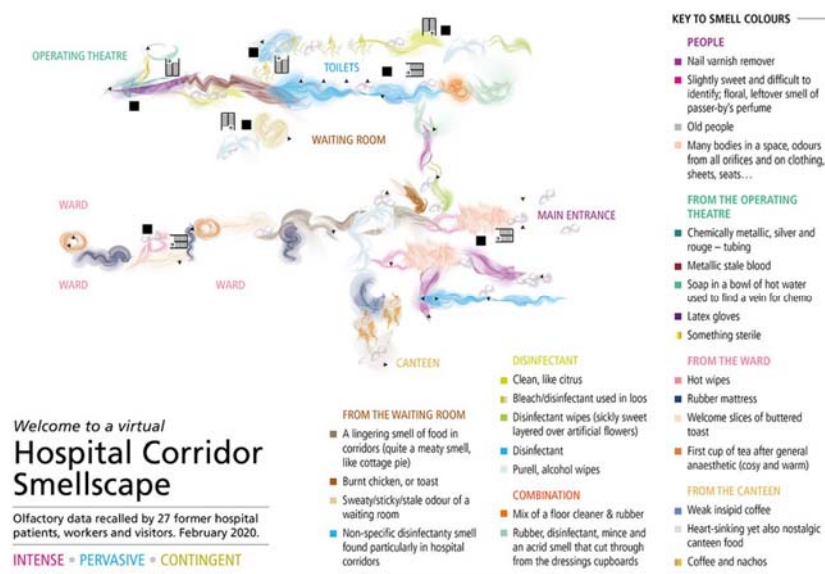 OPERATING THEATRE
TOILETS
WAITING ROOM
WARD
MAIN ENTRANCE
WARD
WARD
CANTEEN
Welcome to a virtual
Hospital Corridor
Smellscape
Olfactory data recalled by 27 former hospital
patients, workers and visitors. February 2020.
INTENSE • PERVASIVE • CONTINGENT
FROM THE WAITING ROOM
A lingering smell of food in
corridors (quite a meaty smell,
like cottage pie)
Burnt chicken, or toast
Sweaty/sticky/stale odour of a
waiting room
Non-specific disinfectanty smell
found particularly in hospital
corridors
DISINFECTANT
Clean, like citrus
Bleach/disinfectant used in loos
Disinfectant wipes (sickly sweet
layered over artificial flowers)
Disinfectant
Purell, alcohol wipes
COMBINATION
Mix of a floor cleaner & rubber
Rubber, disinfectant, mince and
an acrid smell that cut through
from the dressings cupboards
KEY TO SMELL COLOURS
PEOPLE
Nail varnish remover
Slightly sweet and difficult to
identify; floral, leftover smell of
passer-by's perfume
Old people
Many bodies in a space, odours
from all orifices and on clothing,
sheets, seats...
FROM THE OPERATING
THEATRE
Chemically metallic, silver and
rouge – tubing
Metallic stale blood
Soap in a bowl of hot water
used to find a vein for chemo
Latex gloves
Something sterile
FROM THE WARD
Hot wipes
Rubber mattress
Welcome slices of buttered
toast
First cup of tea after general
anaesthetic (cosy and warm)
FROM THE CANTEEN
Weak insipid coffee
Heart-sinking yet also nostalgic
canteen food
Coffee and nachos